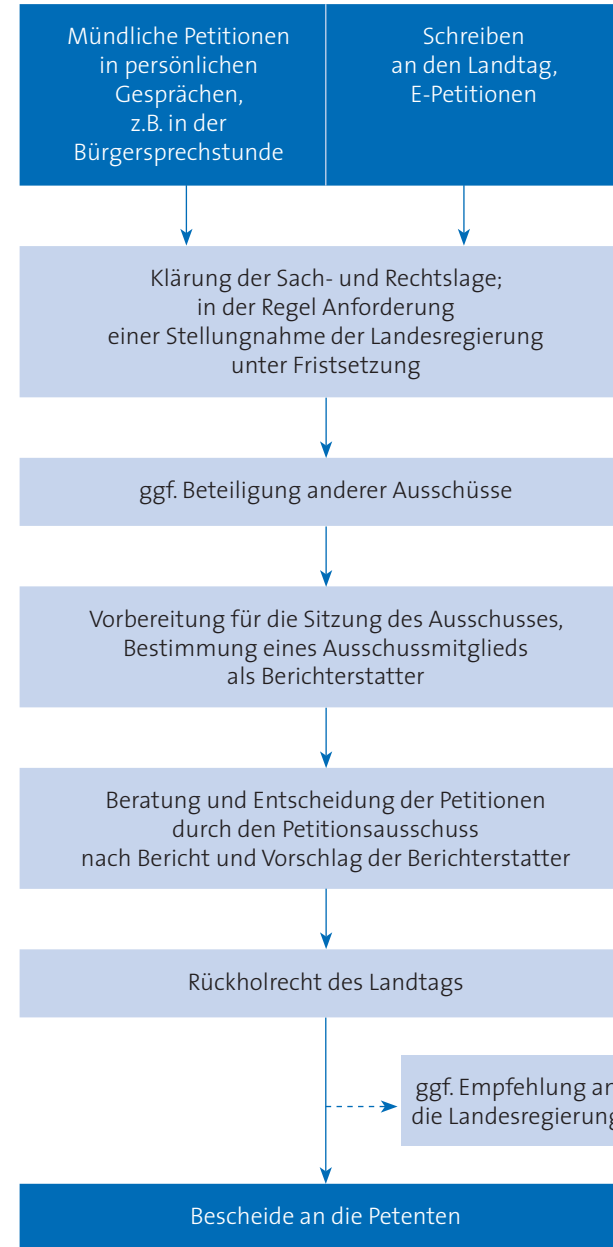 Mündliche Petitionen
in persönlichen
Gesprächen,
z.B. in der
Bürgersprechstunde
Schreiben
an den Landtag,
E-Petitionen
Klärung der Sach- und Rechtslage;
in der Regel Anforderung
einer Stellungnahme der Landesregierung
unter Fristsetzung
ggf. Beteiligung anderer Ausschüsse
Vorbereitung für die Sitzung des Ausschusses,
Bestimmung eines Ausschussmitglieds
als Berichterstatter
Beratung und Entscheidung der Petitionen
durch den Petitionsausschuss
nach Bericht und Vorschlag der Berichterstatter
Rückholrecht des Landtags
ggf. Empfehlung an
die Landesregierung
Bescheide an die Petenten